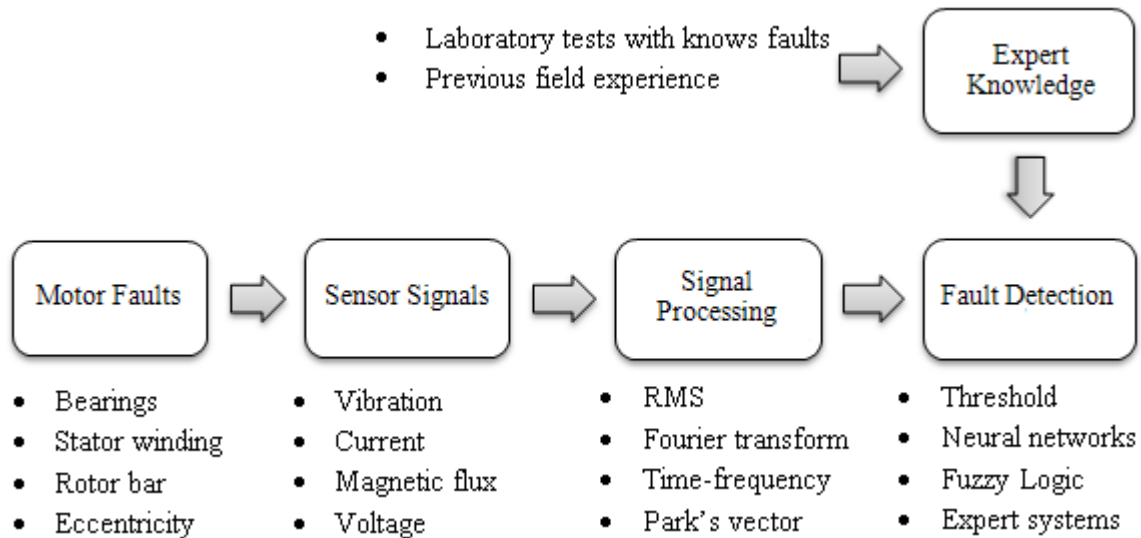 • Laboratory tests with knows faults
• Previous field experience
Expert
Knowledge
Motor Faults
Sensor Signals
Signal
Processing
Fault Detection
• Bearings
• Stator winding
• Rotor bar
• Eccentricity
• Vibration
• Current
• Magnetic flux
• Voltage
• RMS
• Fourier transform
• Time-frequency
• Park's vector
• Threshold
• Neural networks
• Fuzzy Logic
• Expert systems